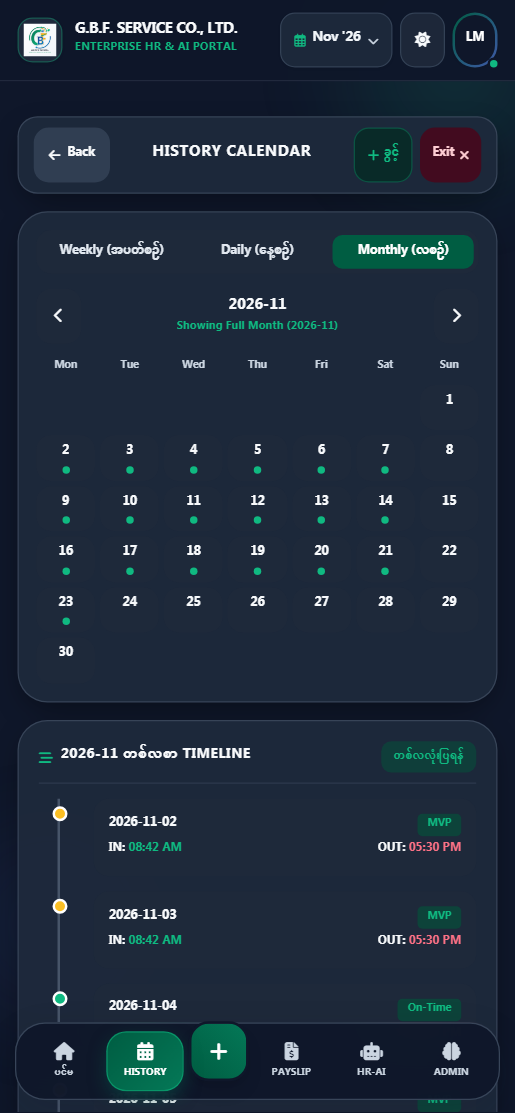 G.B.F. SERVICE CO., LTD.
ENTERPRISE HR & AI PORTAL
Nov '26
LM
Back
HISTORY CALENDAR
+ ခွင့်
Exit ×
Weekly (အပတ်စဉ်) Daily (နေ့စဉ်) Monthly (လစဉ်)
2026-11
Showing Full Month (2026-11)
Mon Tue Wed Thu Fri Sat Sun
1
2 3 4 5 6 7 8
9 10 11 12 13 14 15
16 17 18 19 20 21 22
23 24 25 26 27 28 29
30
2026-11 တစ်လစာ TIMELINE
တစ်လလုံးပြရန်
2026-11-02 MVP
IN: 08:42 AM OUT: 05:30 PM
2026-11-03 MVP
IN: 08:42 AM OUT: 05:30 PM
2026-11-04 On-Time
ပင်မ HISTORY + PAYSLIP HR-AI ADMIN